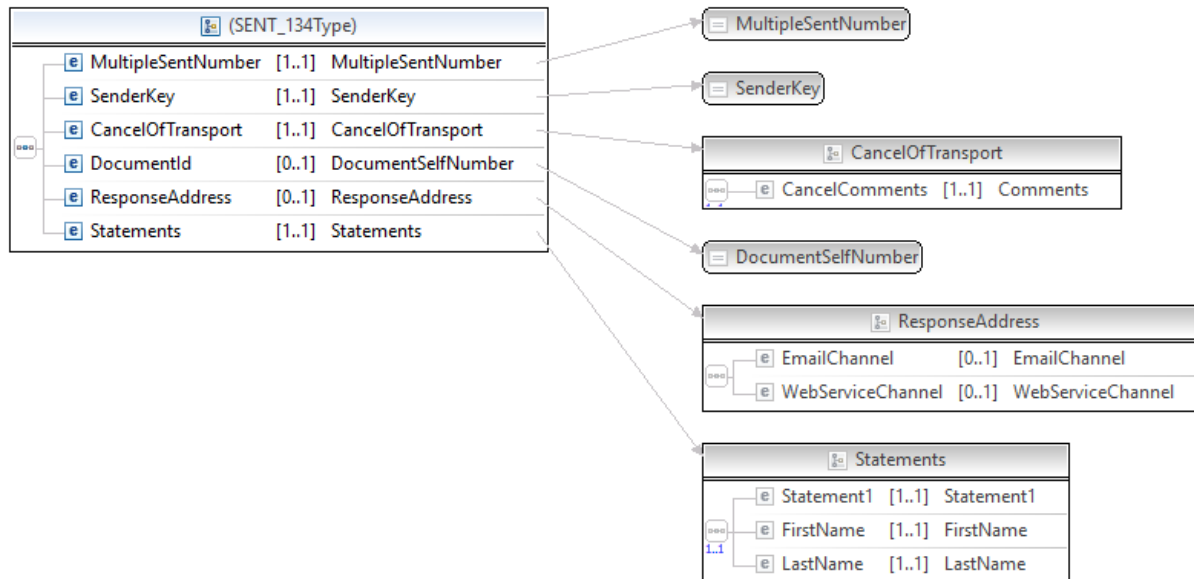 (SENT_134Type)
MultipleSentNumber [1..1] MultipleSentNumber
SenderKey [1..1] SenderKey
CancelOfTransport [1..1] CancelOfTransport
DocumentId [0..1] DocumentSelfNumber
ResponseAddress [0..1] ResponseAddress
Statements [1..1] Statements
MultipleSentNumber
SenderKey
CancelOfTransport
CancelComments [1..1] Comments
DocumentSelfNumber
ResponseAddress
EmailChannel [0..1] EmailChannel
WebServiceChannel [0..1] WebServiceChannel
Statements
Statement1 [1..1] Statement1
FirstName [1..1] FirstName
1..1
LastName [1..1] LastName